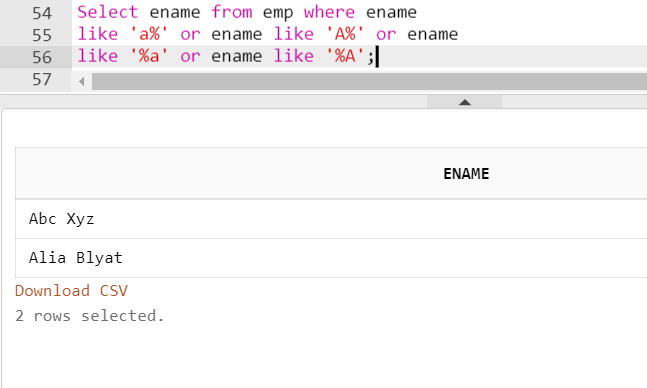 54 Select ename from emp where ename
55 like 'a%' or ename like 'A%' or ename
56 like '%a' or ename like '%A';
57
ENAME
Abc Xyz
Alia Blyat
Download CSV
2 rows selected.